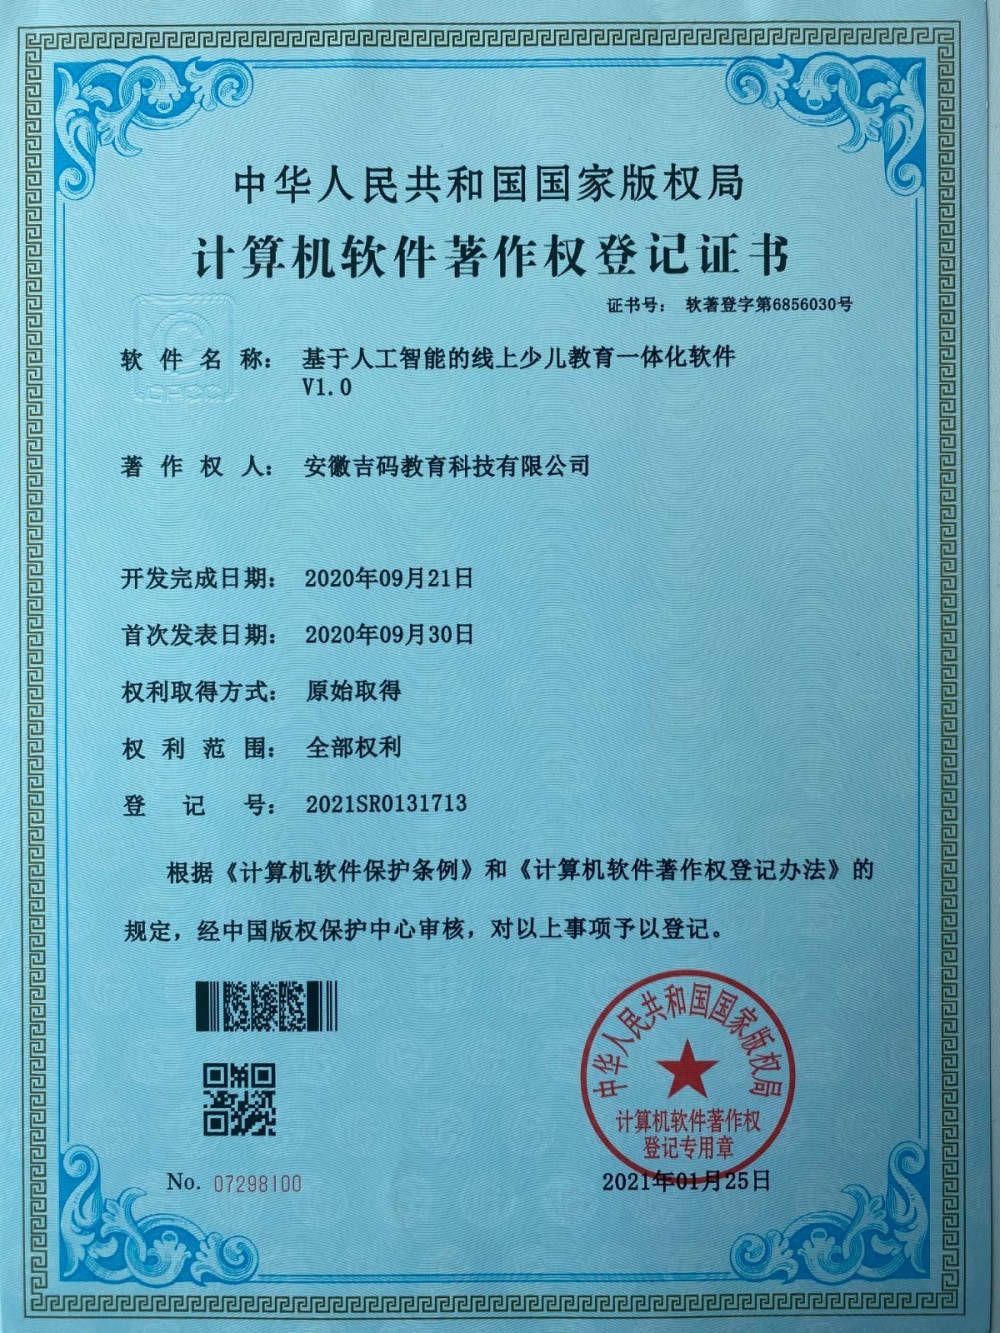 中华人民共和国国家版权局
计算机软件著作权登记证书
证书号： 软著登字第6856030号
软件名称： 基于人工智能的线上少儿教育一体化软件
V1.0
著作权人： 安徽吉码教育科技有限公司
开发完成日期： 2020年09月21日
首次发表日期： 2020年09月30日
权利取得方式： 原始取得
权利范围： 全部权利
登记号： 2021SR0131713
根据《计算机软件保护条例》和《计算机软件著作权登记办法》的
规定，经中国版权保护中心审核，对以上事项予以登记。
中华人民共和国国家版权局
计算机软件著作权
登记专用章
No. 07298100
2021年01月25日